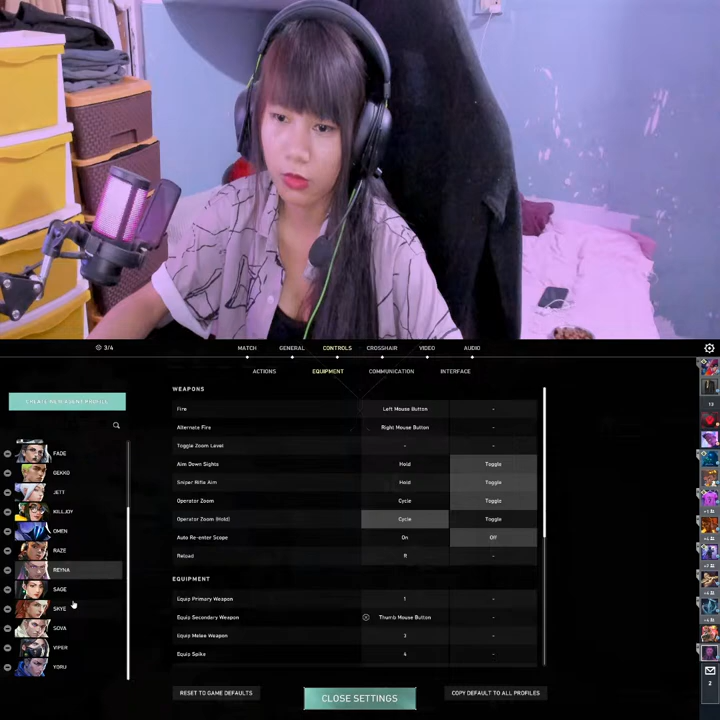 3/4 MATCH GENERAL CONTROLS CROSSHAIR VIDEO AUDIO
ACTIONS EQUIPMENT COMMUNICATION INTERFACE
CREATE NEW AGENT PROFILE
FADE
GEKKO
JETT
KILLJOY
OMEN
RAZE
REYNA
SAGE
SKYE
SOVA
VIPER
YORU
WEAPONS
Fire Left Mouse Button -
Alternate Fire Right Mouse Button -
Toggle Zoom Level - -
Aim Down Sights Hold Toggle
Sniper Rifle Aim Hold Toggle
Operator Zoom Cycle Toggle
Operator Zoom (Hold) Cycle Toggle
Auto Re-enter Scope On Off
Reload R -
EQUIPMENT
Equip Primary Weapon 1 -
Equip Secondary Weapon Thumb Mouse Button -
Equip Melee Weapon 3 -
Equip Spike 4 -
RESET TO GAME DEFAULTS CLOSE SETTINGS COPY DEFAULT TO ALL PROFILES
13
2